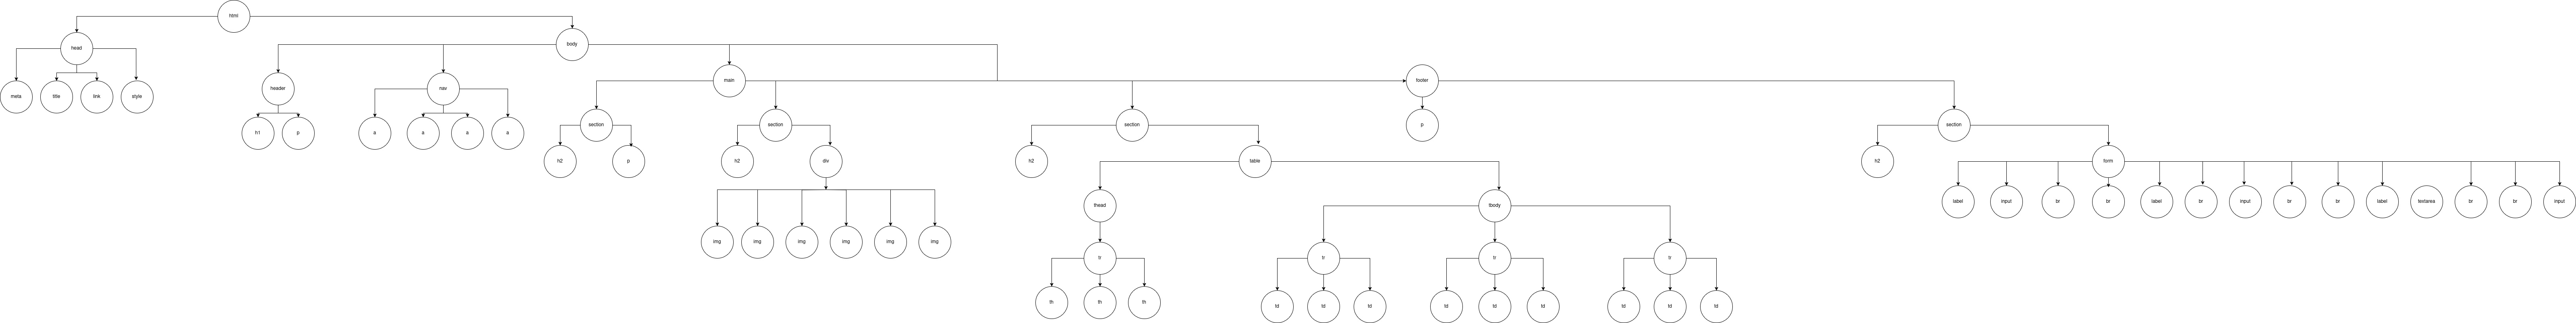 html
body
head
main
footer
header
nav
meta
title
link
style
section
section
section
p
section
h1
p
a
a
a
a
h2
p
h2
div
h2
table
h2
form
label
input
br
br
label
br
input
br
br
label
textarea
br
br
input
thead
tbody
img
img
img
img
img
img
tr
tr
tr
tr
th
th
th
td
td
td
td
td
td
td
td
td